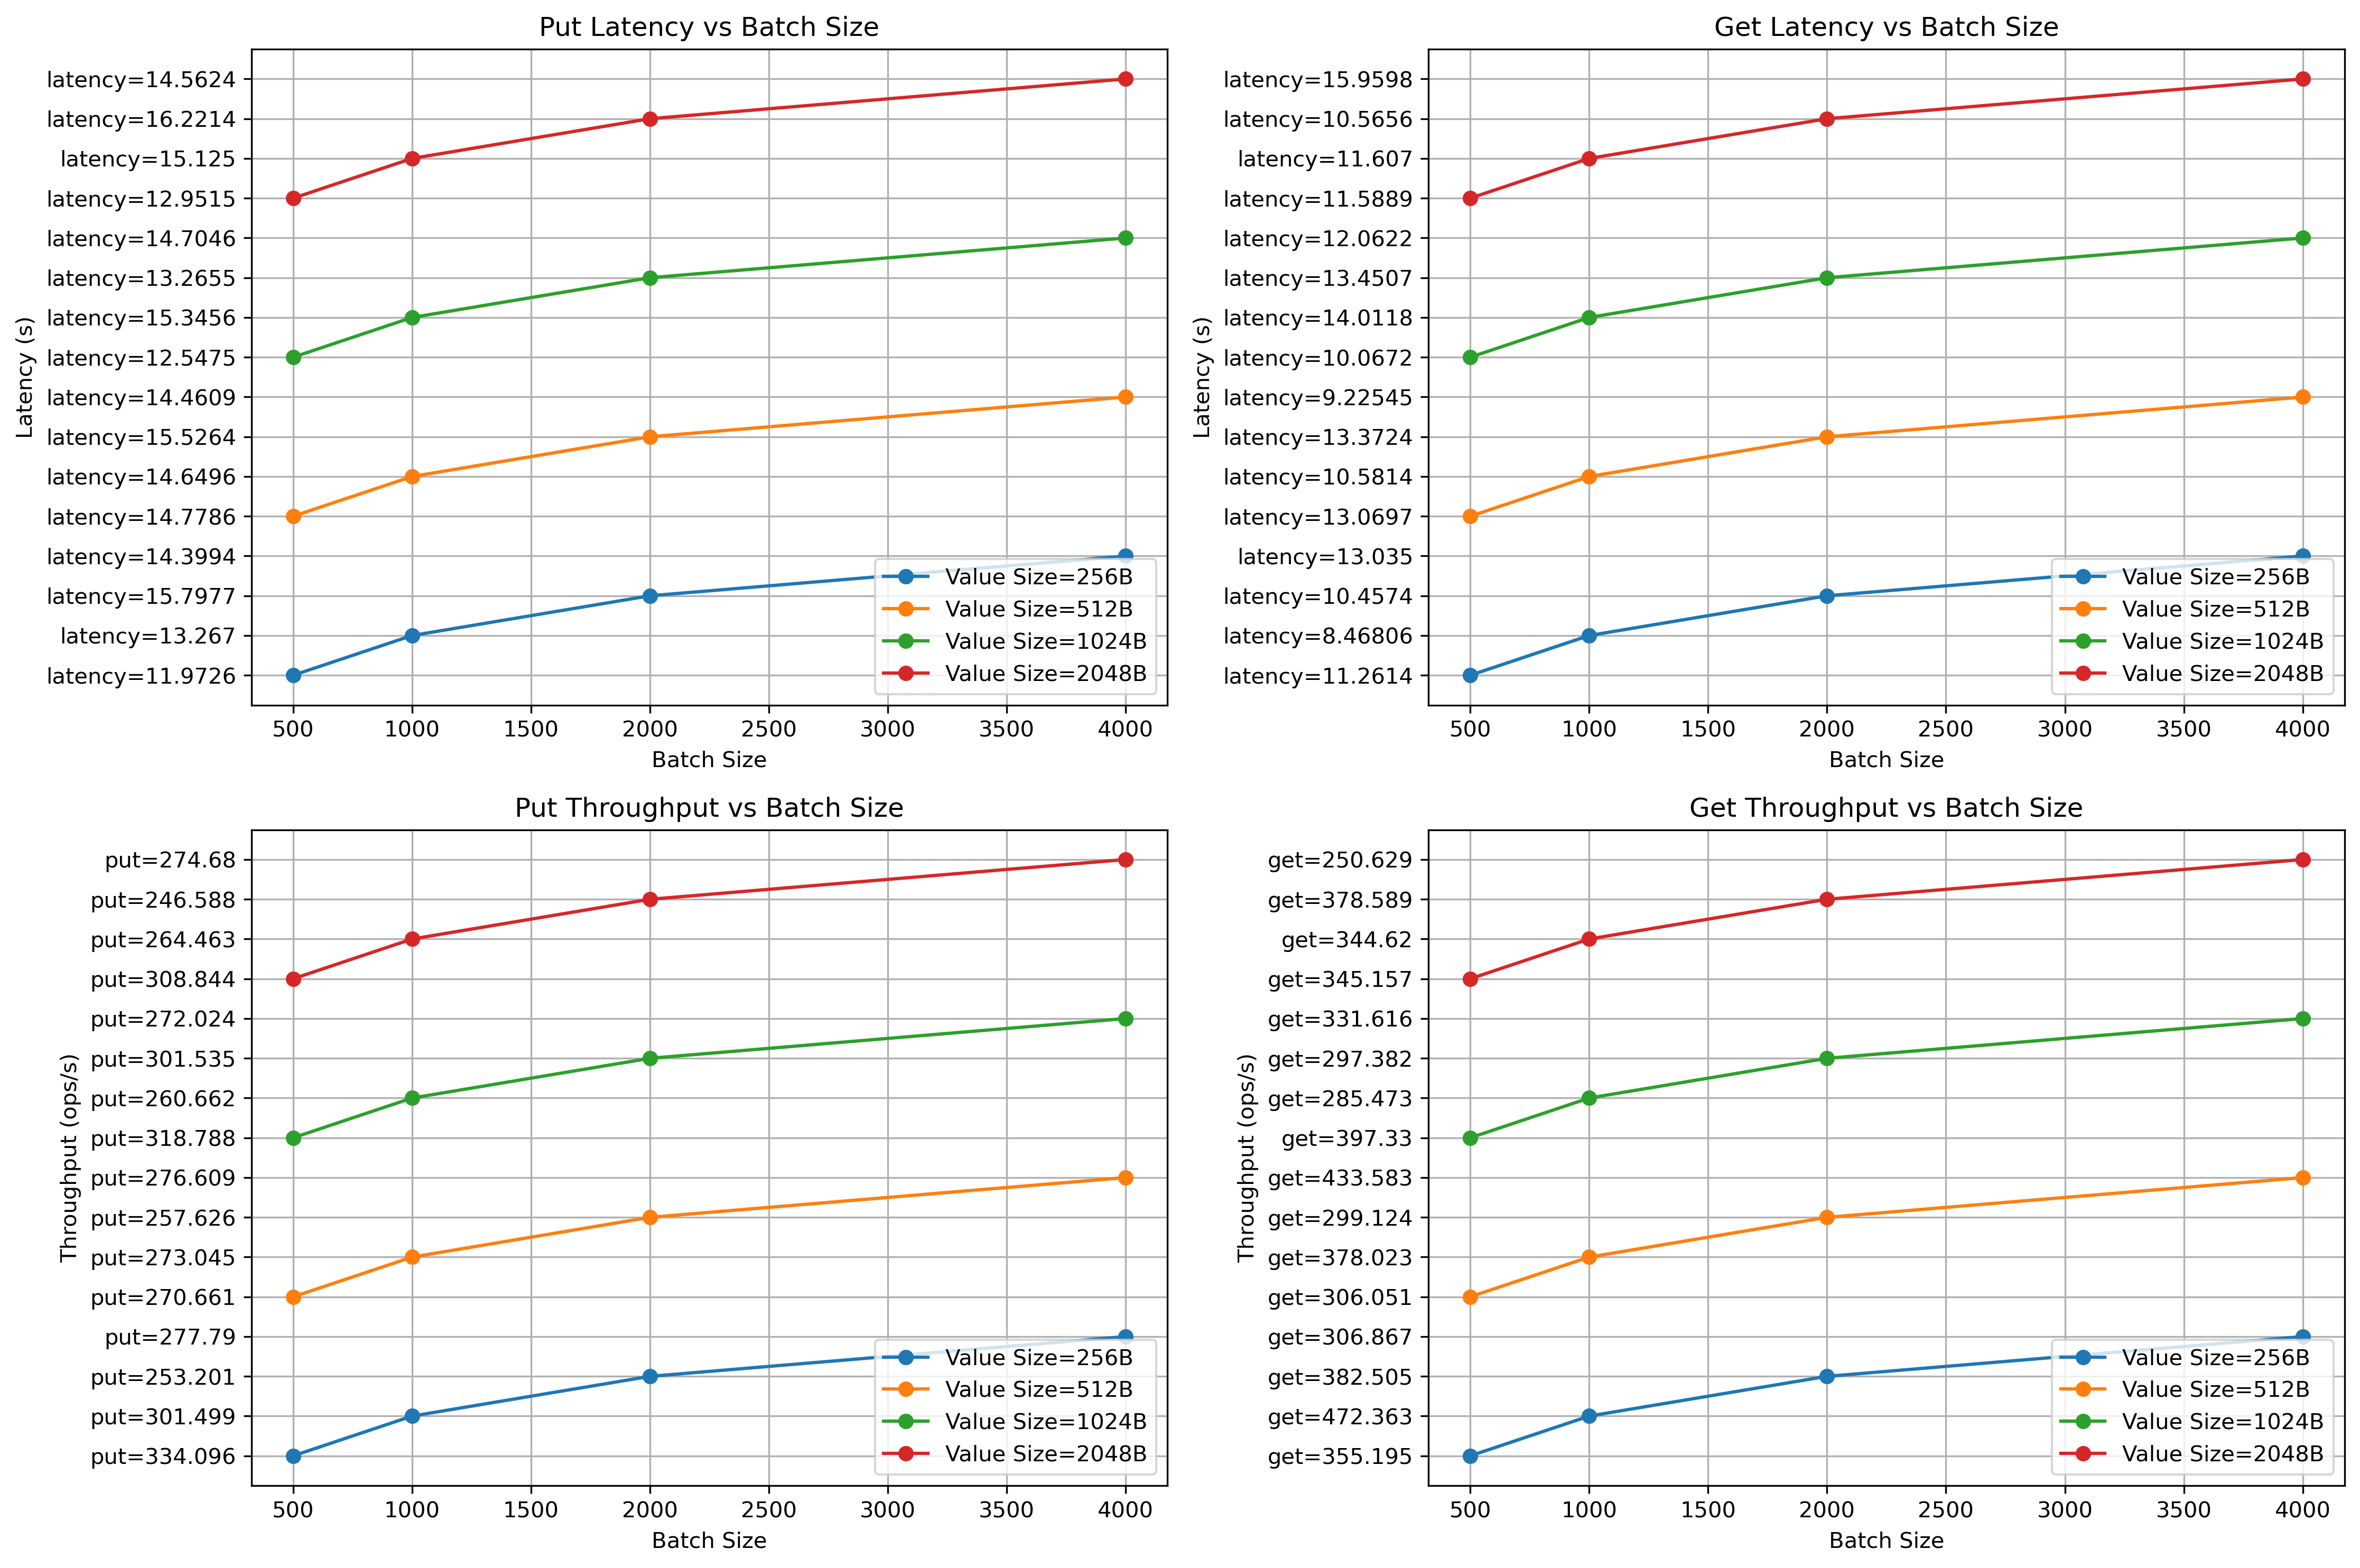 Put Latency vs Batch Size
latency=14.5624
latency=16.2214
latency=15.125
latency=12.9515
latency=14.7046
latency=13.2655
latency=15.3456
latency=12.5475
latency=14.4609
latency=15.5264
latency=14.6496
latency=14.7786
latency=14.3994
latency=15.7977
latency=13.267
latency=11.9726
Latency (s)
Value Size=256B
Value Size=512B
Value Size=1024B
Value Size=2048B
500 1000 1500 2000 2500 3000 3500 4000
Batch Size
Get Latency vs Batch Size
latency=15.9598
latency=10.5656
latency=11.607
latency=11.5889
latency=12.0622
latency=13.4507
latency=14.0118
latency=10.0672
latency=9.22545
latency=13.3724
latency=10.5814
latency=13.0697
latency=13.035
latency=10.4574
latency=8.46806
latency=11.2614
Latency (s)
Value Size=256B
Value Size=512B
Value Size=1024B
Value Size=2048B
500 1000 1500 2000 2500 3000 3500 4000
Batch Size
Put Throughput vs Batch Size
put=274.68
put=246.588
put=264.463
put=308.844
put=272.024
put=301.535
put=260.662
put=318.788
put=276.609
put=257.626
put=273.045
put=270.661
put=277.79
put=253.201
put=301.499
put=334.096
Throughput (ops/s)
Value Size=256B
Value Size=512B
Value Size=1024B
Value Size=2048B
500 1000 1500 2000 2500 3000 3500 4000
Batch Size
Get Throughput vs Batch Size
get=250.629
get=378.589
get=344.62
get=345.157
get=331.616
get=297.382
get=285.473
get=397.33
get=433.583
get=299.124
get=378.023
get=306.051
get=306.867
get=382.505
get=472.363
get=355.195
Throughput (ops/s)
Value Size=256B
Value Size=512B
Value Size=1024B
Value Size=2048B
500 1000 1500 2000 2500 3000 3500 4000
Batch Size